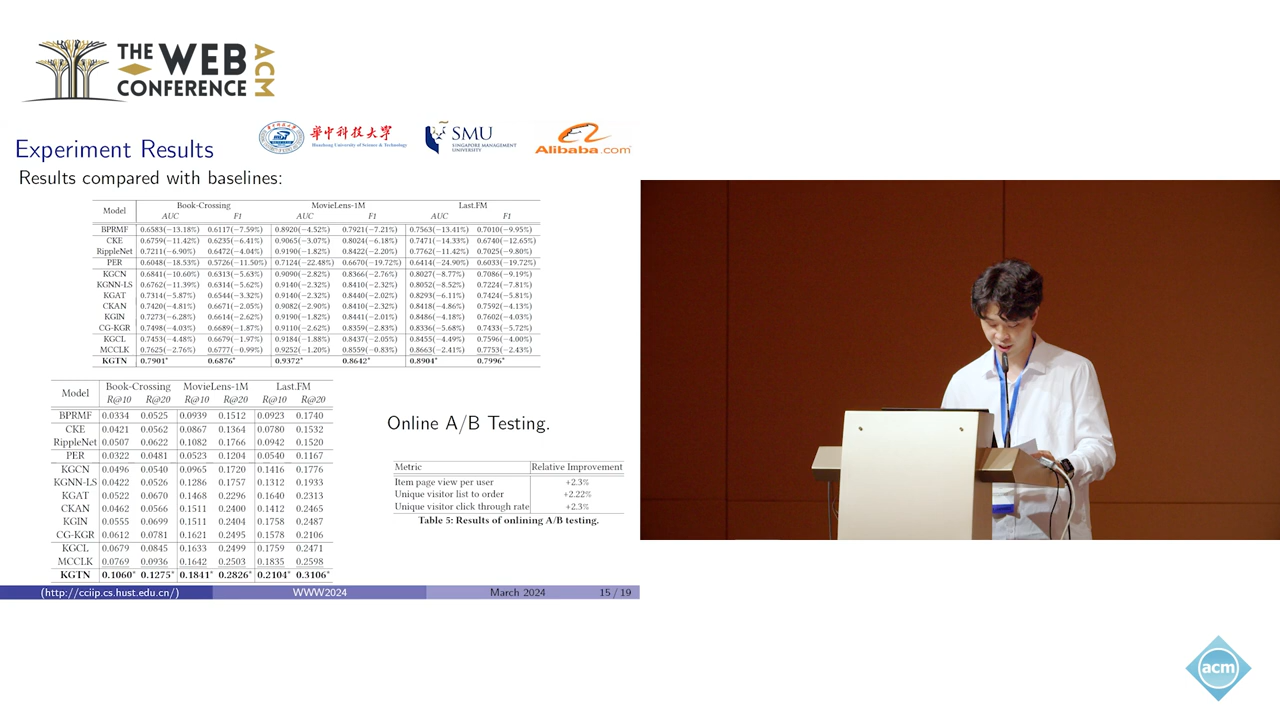 THE WEB
CONFERENCE
ACM
華中科技大学
Huazhong University of Science & Technology
SMU
SINGAPORE MANAGEMENT
UNIVERSITY
Alibaba.com
Experiment Results
Results compared with baselines:
Model Book-Crossing MovieLens-1M Last.FM
AUC F1 AUC F1 AUC F1
BPRMF 0.6583(−13.18%) 0.6117(−7.59%) 0.8920(−4.52%) 0.7921(−7.21%) 0.7563(−13.41%) 0.7010(−9.95%)
CKE 0.6759(−11.42%) 0.6235(−6.41%) 0.9065(−3.07%) 0.8024(−6.18%) 0.7471(−14.33%) 0.6740(−12.65%)
RippleNet 0.7211(−6.90%) 0.6472(−4.04%) 0.9190(−1.82%) 0.8422(−2.20%) 0.7762(−11.42%) 0.7025(−9.80%)
PER 0.6048(−18.53%) 0.5726(−11.50%) 0.7124(−22.48%) 0.6670(−19.72%) 0.6414(−24.90%) 0.6033(−19.72%)
KGCN 0.6841(−10.60%) 0.6313(−5.63%) 0.9090(−2.82%) 0.8366(−2.76%) 0.8027(−8.77%) 0.7086(−9.19%)
KGNN-LS 0.6762(−11.39%) 0.6314(−5.62%) 0.9140(−2.32%) 0.8410(−2.32%) 0.8052(−8.52%) 0.7224(−7.81%)
KGAT 0.7314(−5.87%) 0.6544(−3.32%) 0.9140(−2.32%) 0.8440(−2.02%) 0.8293(−6.11%) 0.7424(−5.81%)
CKAN 0.7420(−4.81%) 0.6671(−2.05%) 0.9082(−2.90%) 0.8410(−2.32%) 0.8418(−4.86%) 0.7592(−4.13%)
KGIN 0.7273(−6.28%) 0.6614(−2.62%) 0.9190(−1.82%) 0.8441(−2.01%) 0.8486(−4.18%) 0.7602(−4.03%)
CG-KGR 0.7498(−4.03%) 0.6689(−1.87%) 0.9110(−2.62%) 0.8359(−2.83%) 0.8336(−5.68%) 0.7433(−5.72%)
KGCL 0.7453(−4.48%) 0.6679(−1.97%) 0.9184(−1.88%) 0.8437(−2.05%) 0.8455(−4.49%) 0.7596(−4.00%)
MCCLK 0.7625(−2.76%) 0.6777(−0.99%) 0.9252(−1.20%) 0.8559(−0.83%) 0.8663(−2.41%) 0.7753(−2.43%)
KGTN 0.7901* 0.6876* 0.9372* 0.8642* 0.8904* 0.7996*
Model Book-Crossing MovieLens-1M Last.FM
R@10 R@20 R@10 R@20 R@10 R@20
BPRMF 0.0334 0.0525 0.0939 0.1512 0.0923 0.1740
CKE 0.0421 0.0562 0.0867 0.1364 0.0780 0.1532
RippleNet 0.0507 0.0622 0.1082 0.1766 0.0942 0.1520
PER 0.0322 0.0481 0.0523 0.1204 0.0540 0.1167
KGCN 0.0496 0.0540 0.0965 0.1720 0.1416 0.1776
KGNN-LS 0.0422 0.0526 0.1286 0.1757 0.1312 0.1933
KGAT 0.0522 0.0670 0.1468 0.2296 0.1640 0.2313
CKAN 0.0462 0.0566 0.1511 0.2400 0.1412 0.2465
KGIN 0.0555 0.0699 0.1511 0.2404 0.1758 0.2487
CG-KGR 0.0612 0.0781 0.1621 0.2495 0.1578 0.2106
KGCL 0.0679 0.0845 0.1633 0.2499 0.1759 0.2471
MCCLK 0.0769 0.0936 0.1642 0.2503 0.1835 0.2598
KGTN 0.1060* 0.1275* 0.1841* 0.2826* 0.2104* 0.3106*
Online A/B Testing.
Metric Relative Improvement
Item page view per user +2.3%
Unique visitor list to order +2.22%
Unique visitor click through rate +2.3%
Table 5: Results of onlining A/B testing.
(http://cciip.cs.hust.edu.cn/) WWW2024 March 2024 15 / 19
acm